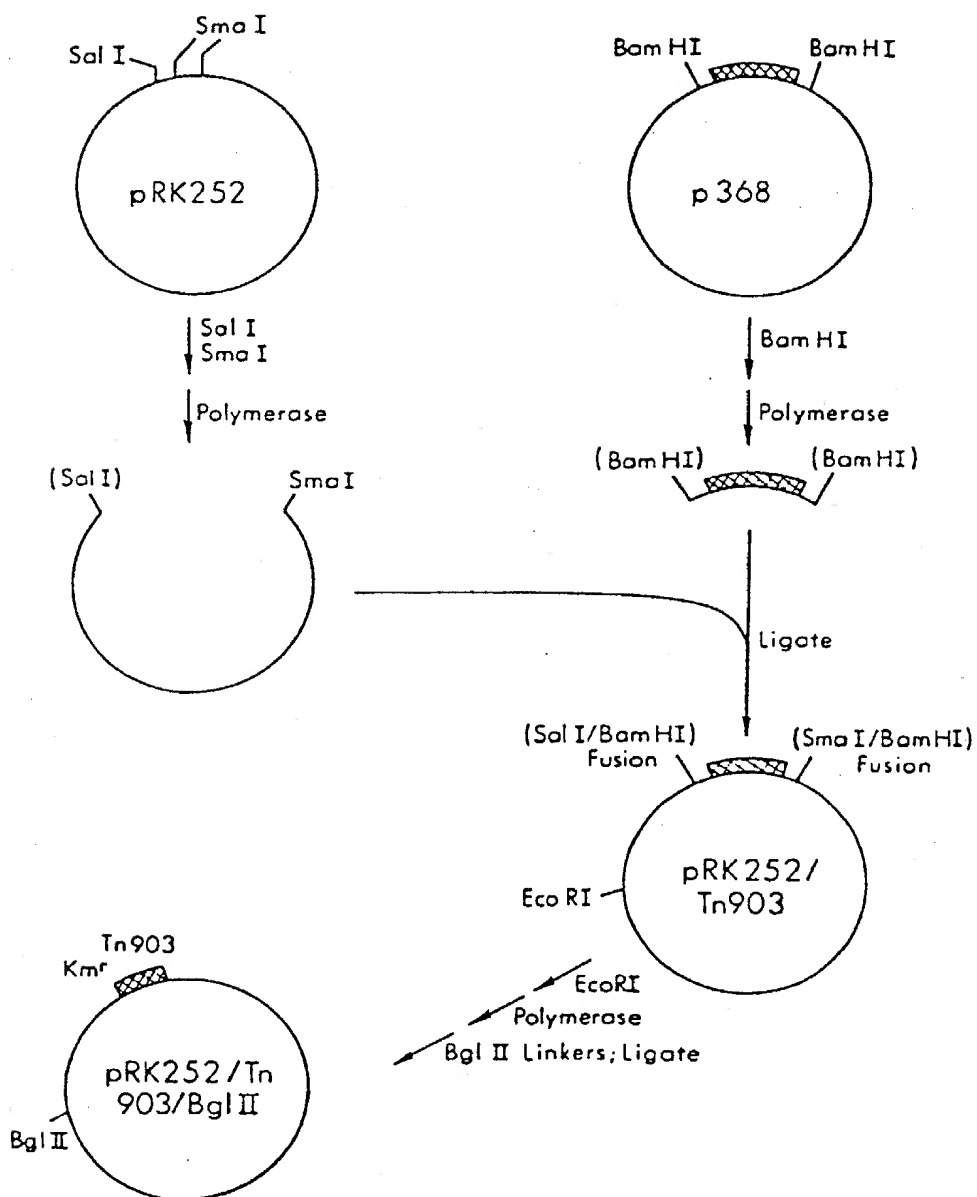 Sma I
Sal I
pRK252
Bam HI
Bam HI
p368
Sal I
Sma I
Polymerase
Bam HI
Polymerase
(Sal I)
Sma I
(Bam HI)
(Bam HI)
Ligate
(Sal I/Bam HI)
Fusion
(Sma I/Bam HI)
Fusion
pRK252/
Tn903
Eco RI
EcoRI
Polymerase
Bgl II Linkers; Ligate
Tn903
Kmr
pRK252/Tn
903/Bgl II
Bgl II